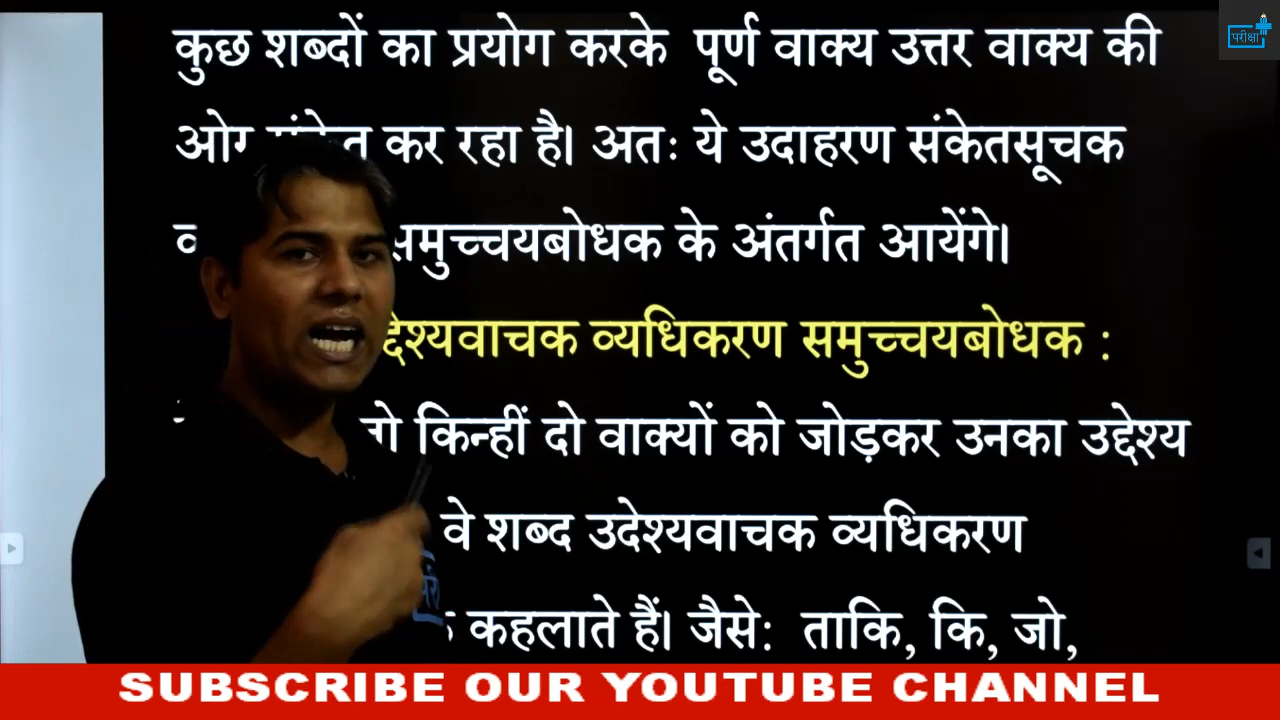 परीक्षा
कुछ शब्दों का प्रयोग करके पूर्ण वाक्य उत्तर वाक्य की
ओर कर रहा है। अतः ये उदाहरण संकेतसूचक
समुच्चयबोधक के अंतर्गत आयेंगे।
द्देश्यवाचक व्यधिकरण समुच्चयबोधक :
किन्हीं दो वाक्यों को जोड़कर उनका उद्देश्य
वे शब्द उदेश्यवाचक व्यधिकरण
कहलाते हैं। जैसे: ताकि, कि, जो,
SUBSCRIBE OUR YOUTUBE CHANNEL